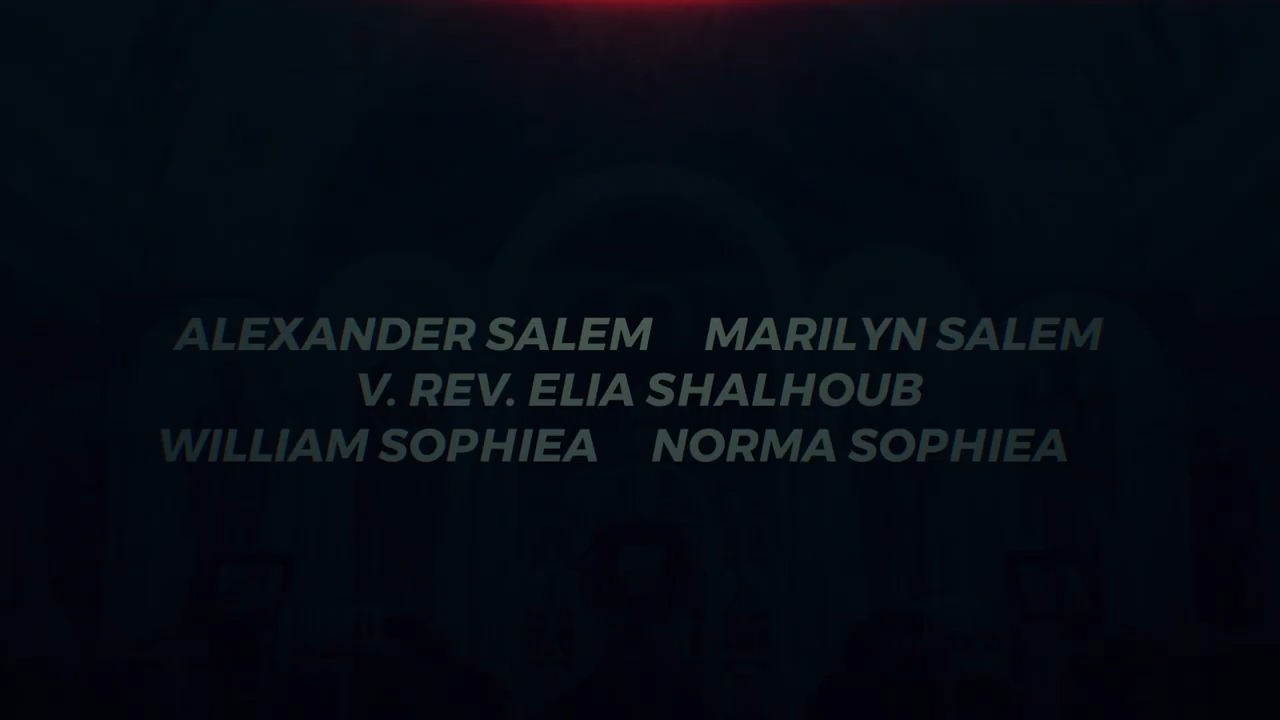 ALEXANDER SALEM MARILYN SALEM
V. REV. ELIA SHALHOUB
WILLIAM SOPHIEA NORMA SOPHIEA